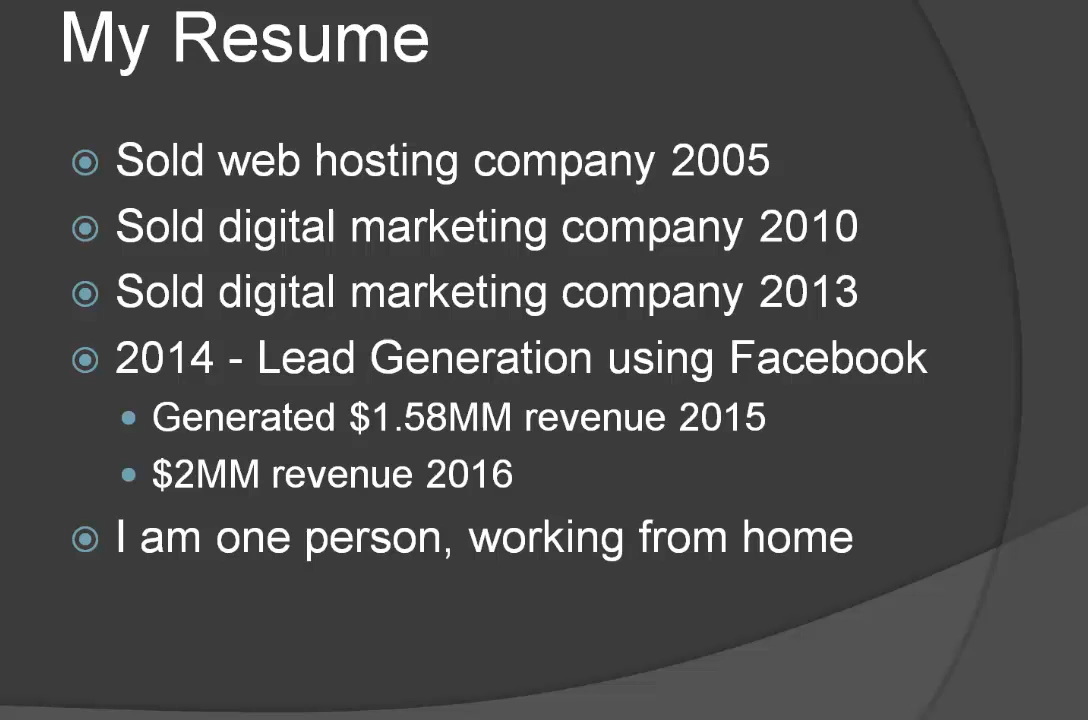 My Resume
Sold web hosting company 2005
Sold digital marketing company 2010
Sold digital marketing company 2013
2014 - Lead Generation using Facebook
Generated $1.58MM revenue 2015
$2MM revenue 2016
I am one person, working from home